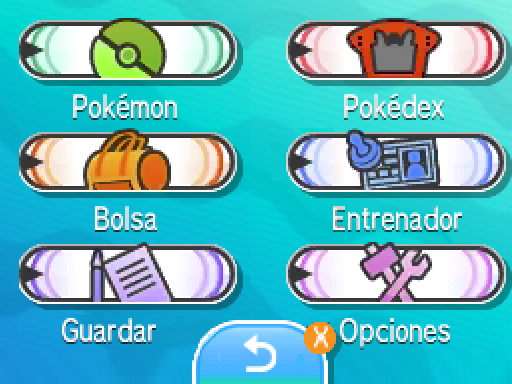 Pokémon
Pokédex
Bolsa
Entrenador
Guardar
Opciones
X